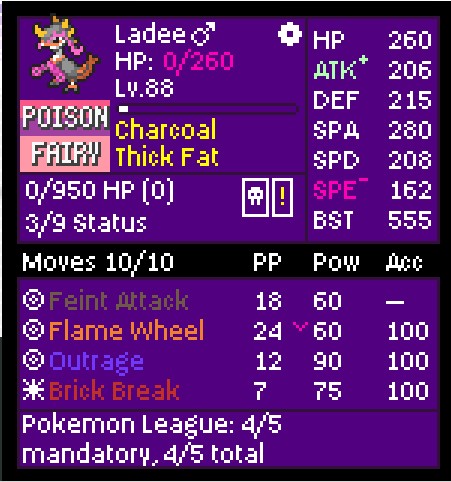 Ladee♂
HP: 0/260
Lv.88
POISON
FAIRY
Charcoal
Thick Fat
0/950 HP (0)
3/9 Status
!
HP 260
ATK+ 206
DEF 215
SPA 280
SPD 208
SPE- 162
BST 555
Moves 10/10 PP Pow Acc
Feint Attack 18 60 —
Flame Wheel 24 60 100
Outrage 12 90 100
Brick Break 7 75 100
Pokemon League: 4/5
mandatory, 4/5 total